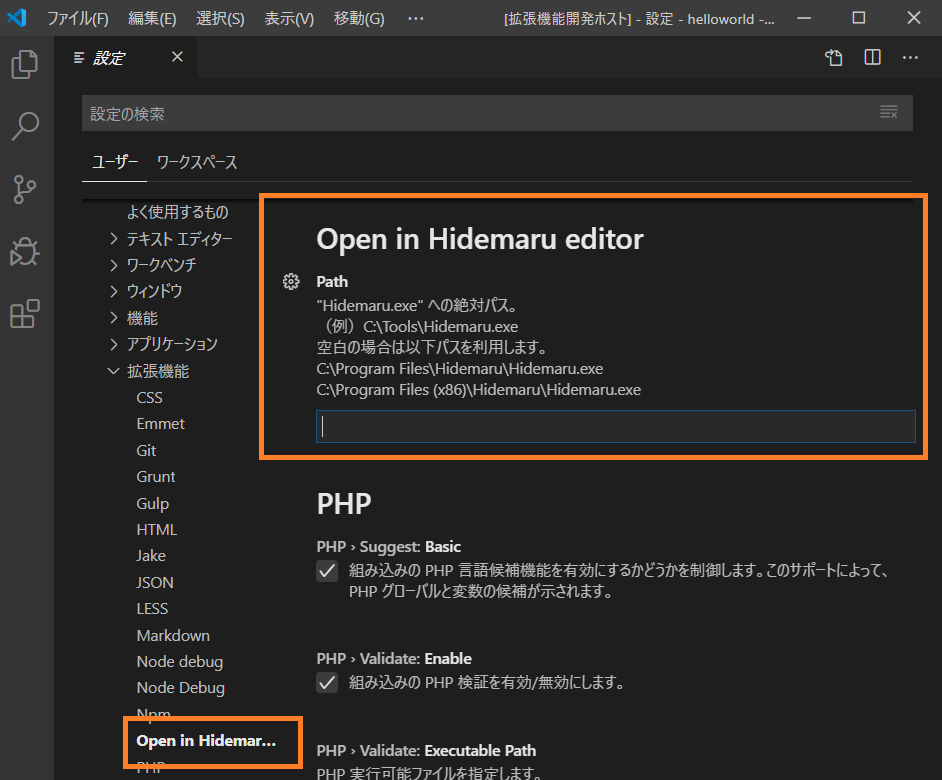 ファイル(F) 編集(E) 選択(S) 表示(V) 移動(G) ··· [拡張機能開発ホスト] - 設定 - helloworld -...
設定
設定の検索
ユーザー ワークスペース
よく使用するもの
テキスト エディター
ワークベンチ
ウィンドウ
機能
アプリケーション
拡張機能
CSS
Emmet
Git
Grunt
Gulp
HTML
Jake
JSON
LESS
Markdown
Node debug
Node Debug
Npm
Open in Hidemar...
PHP
Open in Hidemaru editor
Path
"Hidemaru.exe" への絶対パス。
（例）C:\Tools\Hidemaru.exe
空白の場合は以下パスを利用します。
C:\Program Files\Hidemaru\Hidemaru.exe
C:\Program Files (x86)\Hidemaru\Hidemaru.exe
PHP
PHP › Suggest: Basic
組み込みの PHP 言語候補機能を有効にするかどうかを制御します。このサポートによって、
PHP グローバルと変数の候補が示されます。
PHP › Validate: Enable
組み込みの PHP 検証を有効/無効にします。
PHP › Validate: Executable Path
PHP 実行可能ファイルを指定します。